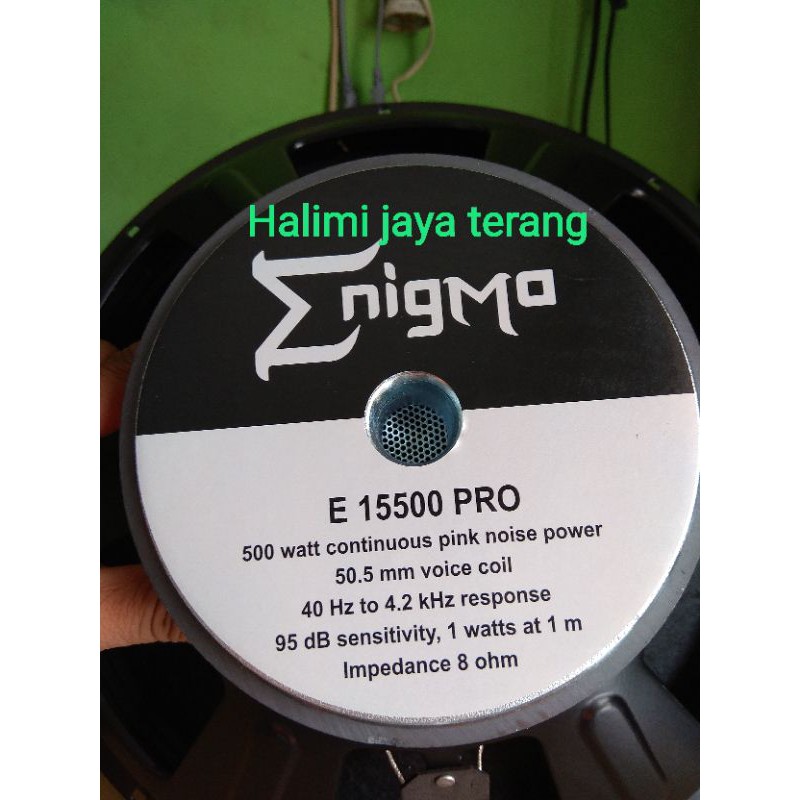 Halimi jaya terang
EnigMa
E 15500 PRO
500 watt continuous pink noise power
50.5 mm voice coil
40 Hz to 4.2 kHz response
95 dB sensitivity, 1 watts at 1 m
Impedance 8 ohm